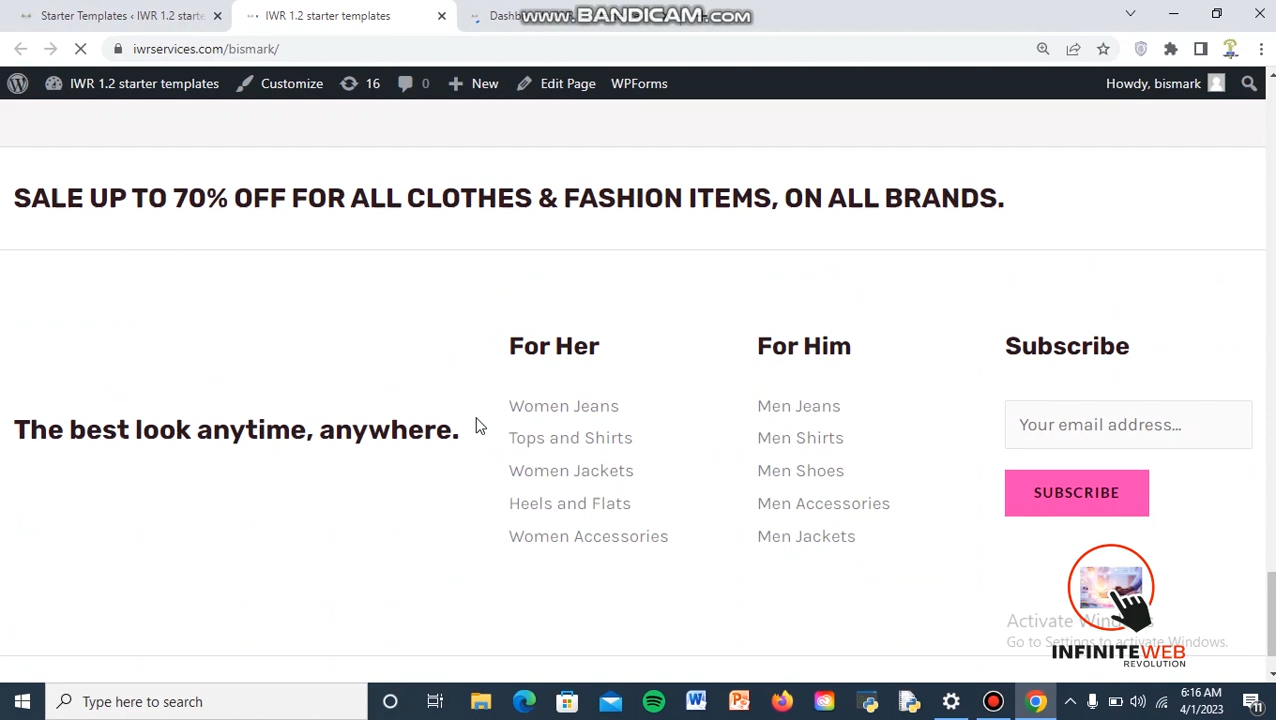 Starter Templates ‹ IWR 1.2 starte
IWR 1.2 starter Templates
Dashb
www.BANDICAM.com
iwrservices.com/bismark/
IWR 1.2 starter templates
Customize
16
0
New
Edit Page
WPForms
Howdy, bismark
SALE UP TO 70% OFF FOR ALL CLOTHES & FASHION ITEMS, ON ALL BRANDS.
The best look anytime, anywhere.
For Her
Women Jeans
Tops and Shirts
Women Jackets
Heels and Flats
Women Accessories
For Him
Men Jeans
Men Shirts
Men Shoes
Men Accessories
Men Jackets
Subscribe
Your email address...
SUBSCRIBE
Activate Windows
Go to Settings to activate Windows.
INFINITEWEB
REVOLUTION
Type here to search
6:16 AM
4/1/2023
11